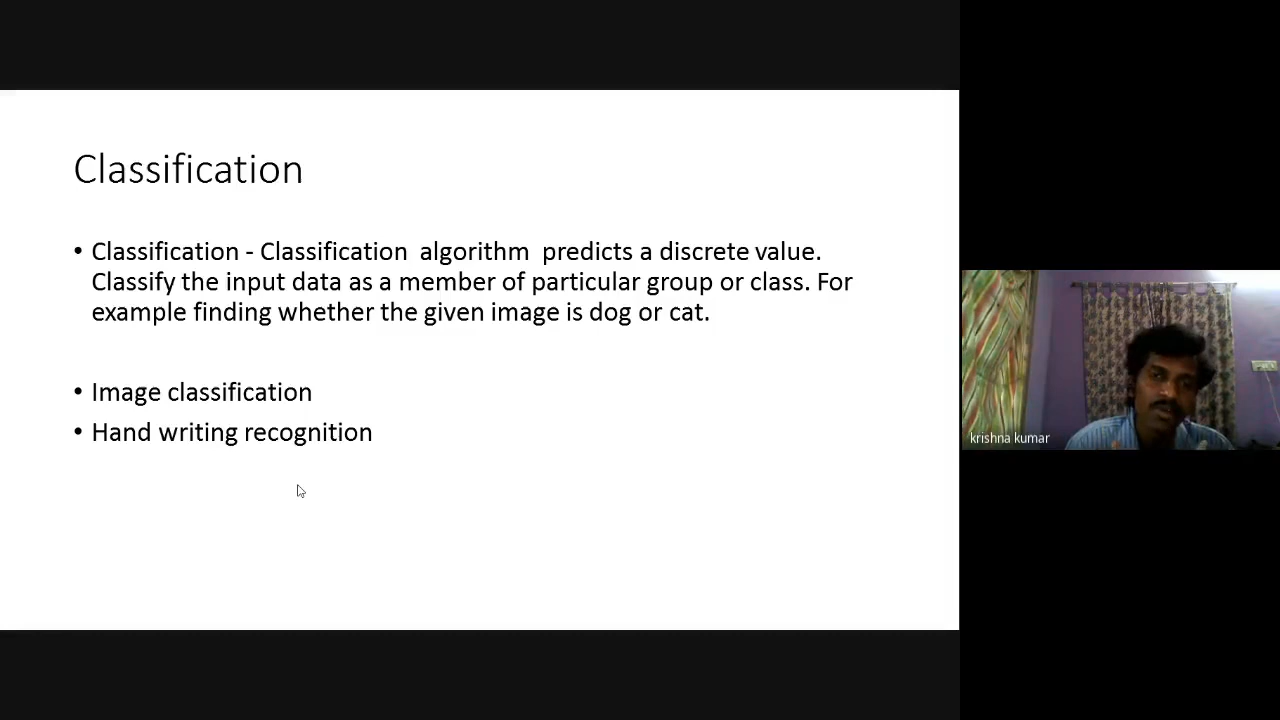 Classification
• Classification - Classification  algorithm  predicts a discrete value.
Classify the input data as a member of particular group or class. For
example finding whether the given image is dog or cat.
• Image classification
• Hand writing recognition
krishna kumar